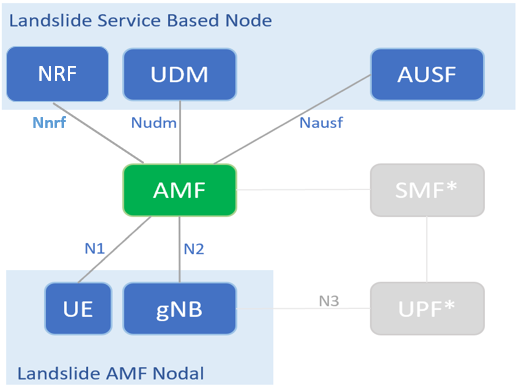 Landslide Service Based Node
NRF
UDM
AUSF
Nnrf
Nudm
Nausf
AMF
SMF*
N1
N2
UE
gNB
N3
UPF*
Landslide AMF Nodal